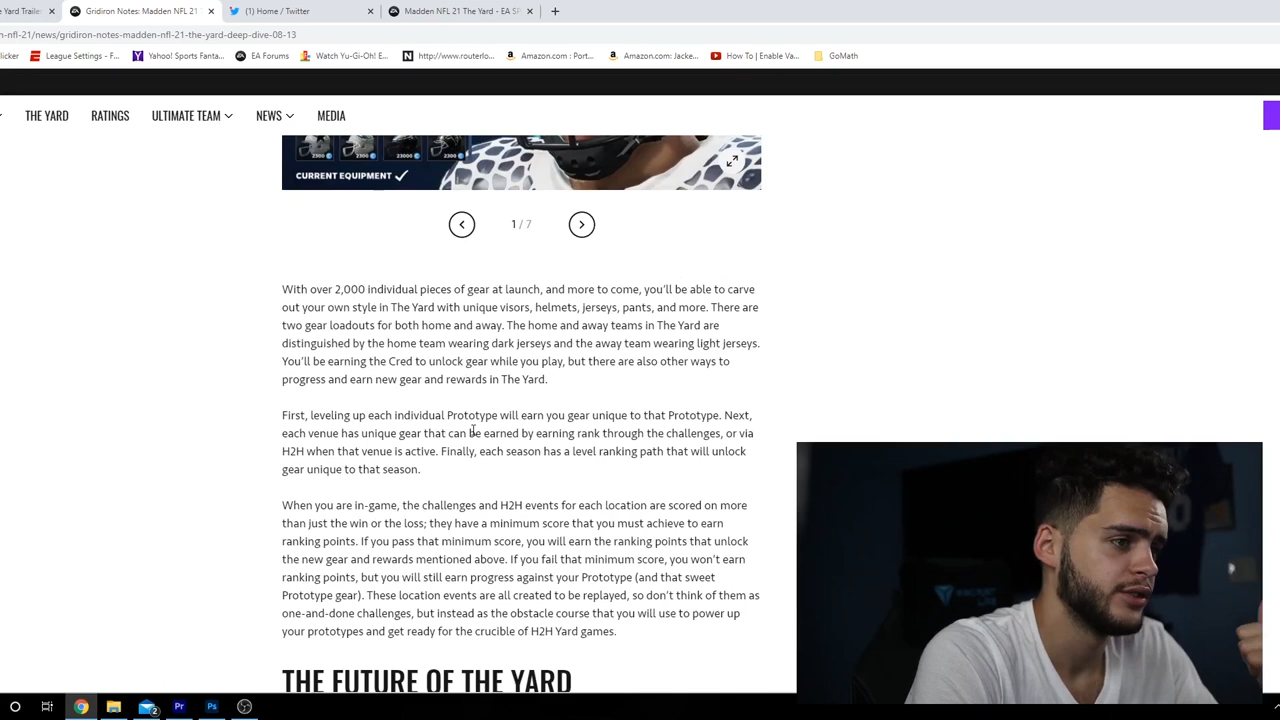 e Yard Traile
Gridiron Notes: Madden NFL 21
(1) Home / Twitter
Madden NFL 21 The Yard - EA SP
n-nfl-21/news/gridiron-notes-madden-nfl-21-the-yard-deep-dive-08-13
licker
League Settings - F...
Yahoo! Sports Fanta...
EA Forums
Watch Yu-Gi-Oh! E...
http://www.routerlo...
Amazon.com : Port...
Amazon.com: Jacke...
How To | Enable Va...
GoMath
THE YARD
RATINGS
ULTIMATE TEAM
NEWS
MEDIA
2300 2300 23000 2300
CURRENT EQUIPMENT
1 / 7
With over 2,000 individual pieces of gear at launch, and more to come, you'll be able to carve
out your own style in The Yard with unique visors, helmets, jerseys, pants, and more. There are
two gear loadouts for both home and away. The home and away teams in The Yard are
distinguished by the home team wearing dark jerseys and the away team wearing light jerseys.
You'll be earning the Cred to unlock gear while you play, but there are also other ways to
progress and earn new gear and rewards in The Yard.
First, leveling up each individual Prototype will earn you gear unique to that Prototype. Next,
each venue has unique gear that can be earned by earning rank through the challenges, or via
H2H when that venue is active. Finally, each season has a level ranking path that will unlock
gear unique to that season.
When you are in-game, the challenges and H2H events for each location are scored on more
than just the win or the loss; they have a minimum score that you must achieve to earn
ranking points. If you pass that minimum score, you will earn the ranking points that unlock
the new gear and rewards mentioned above. If you fail that minimum score, you won't earn
ranking points, but you will still earn progress against your Prototype (and that sweet
Prototype gear). These location events are all created to be replayed, so don't think of them as
one-and-done challenges, but instead as the obstacle course that you will use to power up
your prototypes and get ready for the crucible of H2H Yard games.
THE FUTURE OF THE YARD